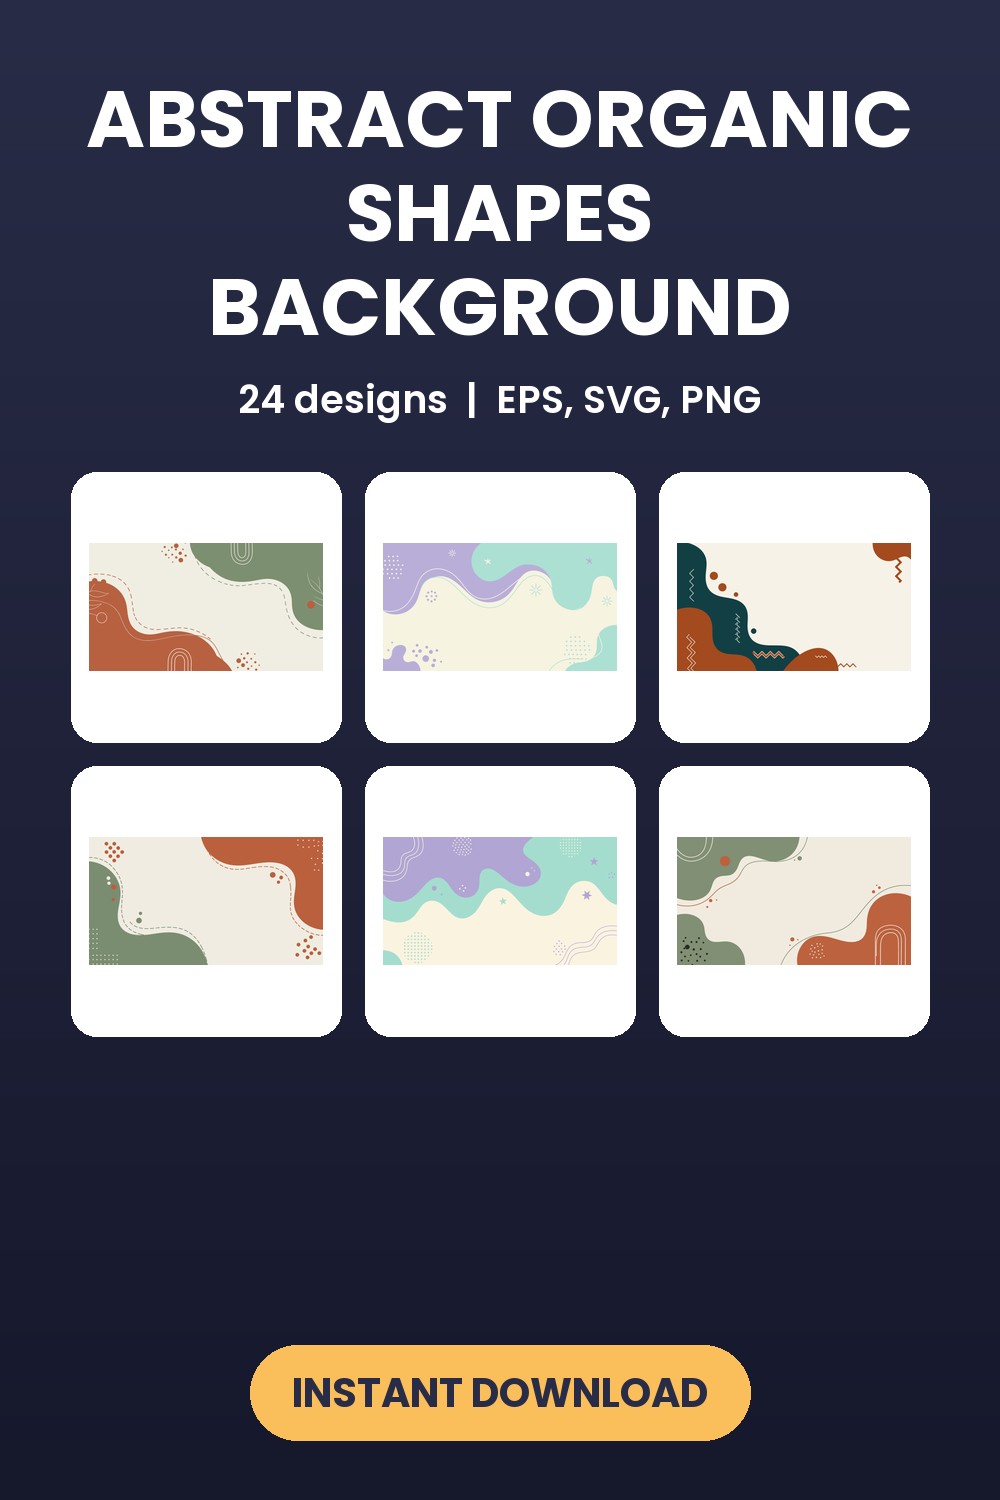 ABSTRACT ORGANIC
SHAPES
BACKGROUND
24 designs | EPS, SVG, PNG
INSTANT DOWNLOAD